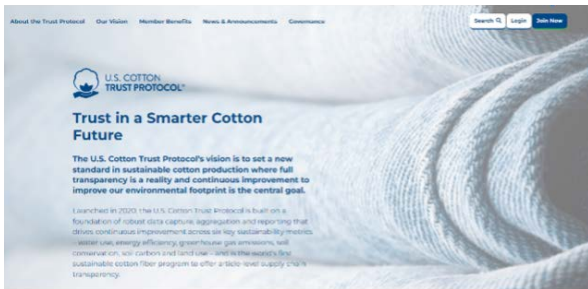 About the Trust Protocol Our Vision Member Benefits News & Announcements Governance Search Login Join Now
U.S. COTTON
TRUST PROTOCOL®
Trust in a Smarter Cotton
Future
The U.S. Cotton Trust Protocol's vision is to set a new
standard in sustainable cotton production where full
transparency is a reality and continuous improvement to
improve our environmental footprint is the central goal.
Launched in 2020, the U.S. Cotton Trust Protocol is built on a
foundation of robust data capture, aggregation and reporting that
drives continuous improvement across six key sustainability metrics
– water use, energy efficiency, greenhouse gas emissions, soil
conservation, soil carbon and land use – and is the world's first
sustainable cotton fiber program to offer article-level supply chain
transparency.